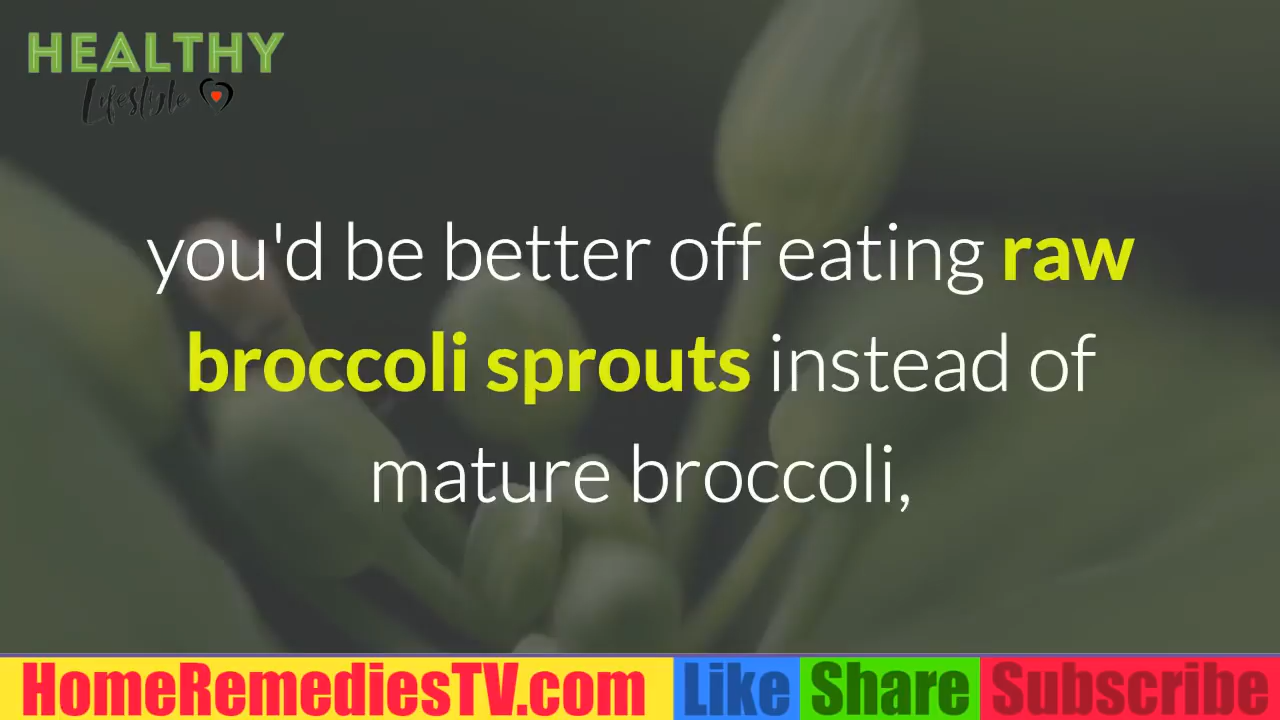 HEALTHY
Lifestyle
you'd be better off eating raw
broccoli sprouts instead of
mature broccoli,
HomeRemediesTV.com Like Share Subscribe